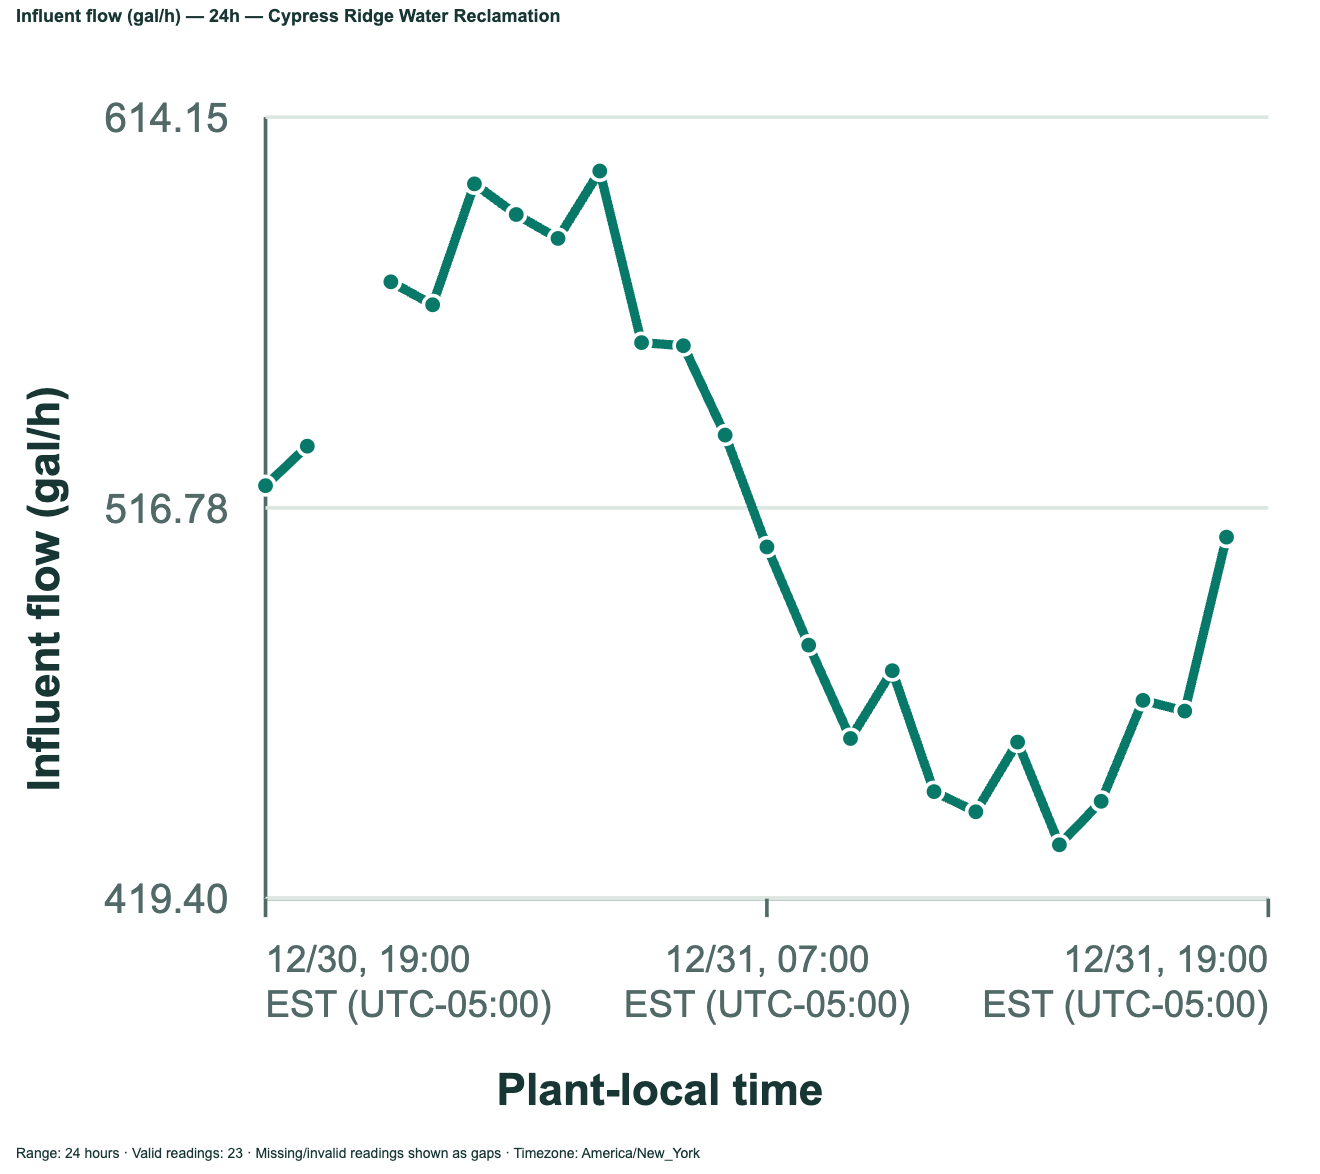 Influent flow (gal/h) — 24h — Cypress Ridge Water Reclamation
614.15
516.78
419.40
Influent flow (gal/h)
12/30, 19:00
EST (UTC-05:00)
12/31, 07:00
EST (UTC-05:00)
12/31, 19:00
EST (UTC-05:00)
Plant-local time
Range: 24 hours · Valid readings: 23 · Missing/invalid readings shown as gaps · Timezone: America/New_York